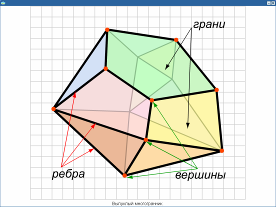 грани
ребра
вершины
Выпуклый многогранник